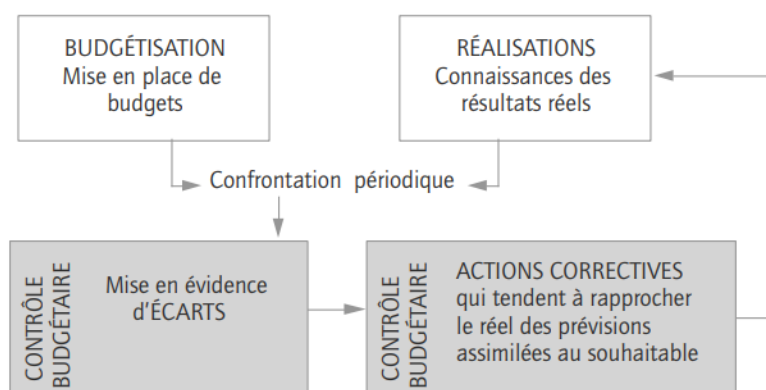 BUDGÉTISATION
Mise en place de
budgets
RÉALISATIONS
Connaissances des
résultats réels
Confrontation périodique
CONTRÔLE
BUDGÉTAIRE
Mise en évidence
d'ÉCARTS
CONTRÔLE
BUDGÉTAIRE
ACTIONS CORRECTIVES
qui tendent à rapprocher
le réel des prévisions
assimilées au souhaitable